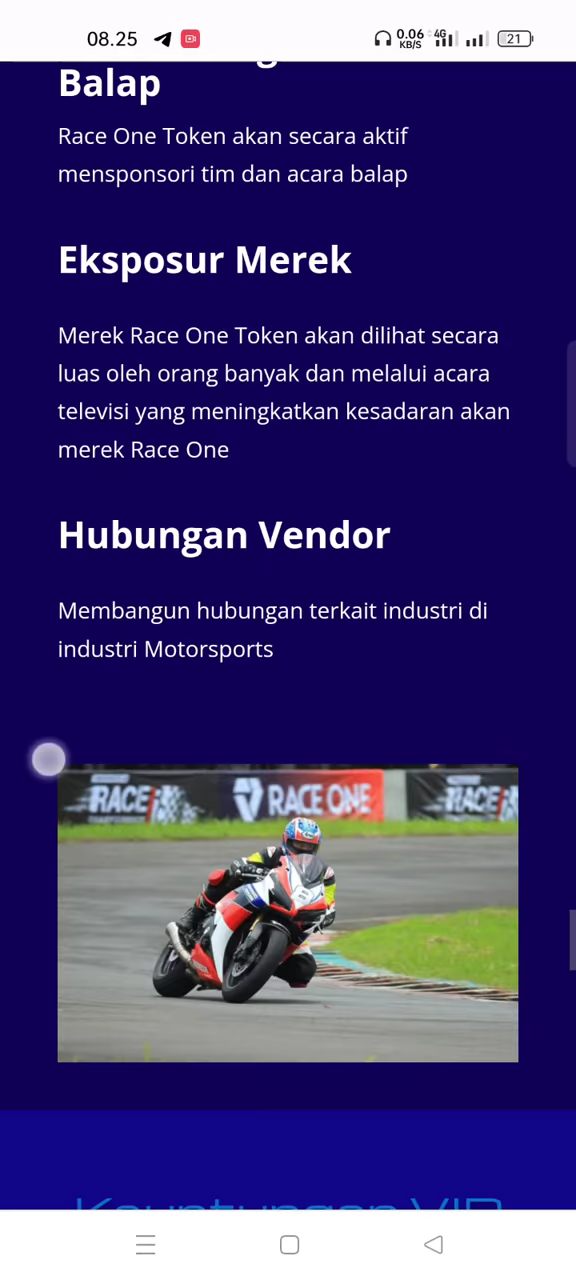 08.25
0.06
KB/S
4G
21
Balap
Race One Token akan secara aktif
mensponsori tim dan acara balap
Eksposur Merek
Merek Race One Token akan dilihat secara
luas oleh orang banyak dan melalui acara
televisi yang meningkatkan kesadaran akan
merek Race One
Hubungan Vendor
Membangun hubungan terkait industri di
industri Motorsports
RACE
RACE ONE
RACE
Keuntungan VIP